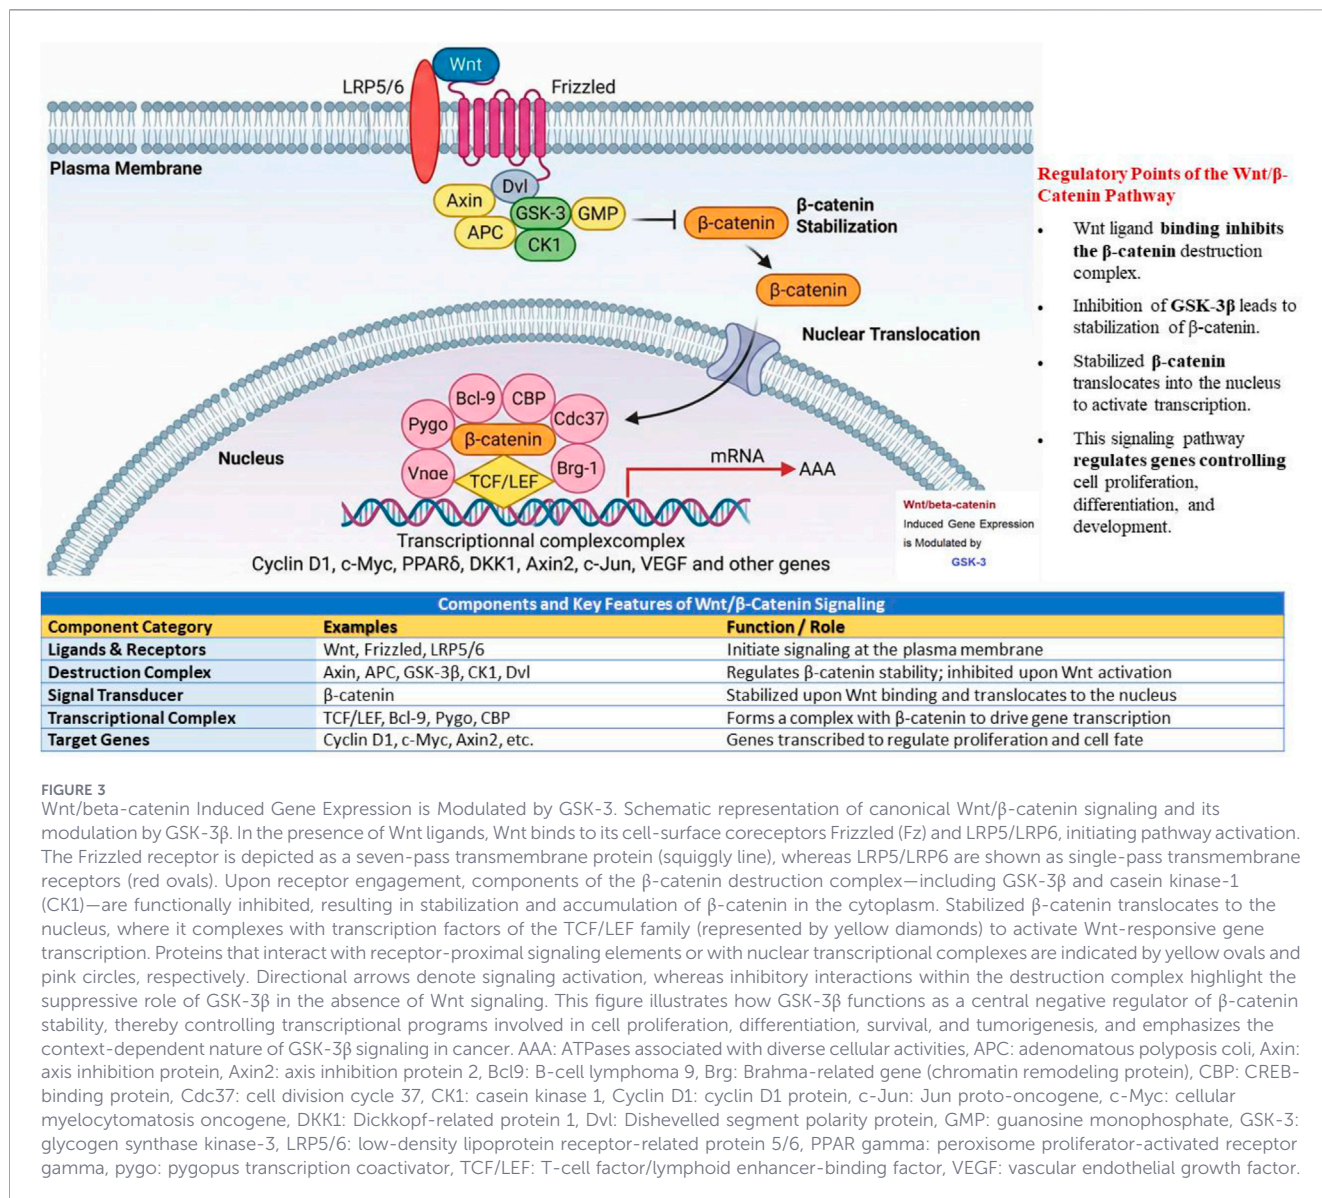 Wnt
LRP5/6
Frizzled
Plasma Membrane
Dvl
Axin
GSK-3
GMP
APC
CK1
β-catenin
β-catenin
Stabilization
β-catenin
Nuclear Translocation
Bcl-9
CBP
Pygo
Cdc37
β-catenin
Nucleus
Vnoe
TCF/LEF
Brg-1
mRNA
AAA
Transcriptionnal complexcomplex
Cyclin D1, c-Myc, PPARδ, DKK1, Axin2, c-Jun, VEGF and other genes
Regulatory Points of the Wnt/β-
Catenin Pathway
• Wnt ligand binding inhibits
the β-catenin destruction
complex.
• Inhibition of GSK-3β leads to
stabilization of β-catenin.
• Stabilized β-catenin
translocates into the nucleus
to activate transcription.
• This signaling pathway
regulates genes controlling
cell proliferation,
differentiation, and
development.
Wnt/beta-catenin
Induced Gene Expression
is Modulated by
GSK-3
Components and Key Features of Wnt/β-Catenin Signaling
Component Category Examples Function / Role
Ligands & Receptors Wnt, Frizzled, LRP5/6 Initiate signaling at the plasma membrane
Destruction Complex Axin, APC, GSK-3β, CK1, Dvl Regulates β-catenin stability; inhibited upon Wnt activation
Signal Transducer β-catenin Stabilized upon Wnt binding and translocates to the nucleus
Transcriptional Complex TCF/LEF, Bcl-9, Pygo, CBP Forms a complex with β-catenin to drive gene transcription
Target Genes Cyclin D1, c-Myc, Axin2, etc. Genes transcribed to regulate proliferation and cell fate
FIGURE 3
Wnt/beta-catenin Induced Gene Expression is Modulated by GSK-3. Schematic representation of canonical Wnt/β-catenin signaling and its
modulation by GSK-3β. In the presence of Wnt ligands, Wnt binds to its cell-surface coreceptors Frizzled (Fz) and LRP5/LRP6, initiating pathway activation.
The Frizzled receptor is depicted as a seven-pass transmembrane protein (squiggly line), whereas LRP5/LRP6 are shown as single-pass transmembrane
receptors (red ovals). Upon receptor engagement, components of the β-catenin destruction complex—including GSK-3β and casein kinase-1
(CK1)—are functionally inhibited, resulting in stabilization and accumulation of β-catenin in the cytoplasm. Stabilized β-catenin translocates to the
nucleus, where it complexes with transcription factors of the TCF/LEF family (represented by yellow diamonds) to activate Wnt-responsive gene
transcription. Proteins that interact with receptor-proximal signaling elements or with nuclear transcriptional complexes are indicated by yellow ovals and
pink circles, respectively. Directional arrows denote signaling activation, whereas inhibitory interactions within the destruction complex highlight the
suppressive role of GSK-3β in the absence of Wnt signaling. This figure illustrates how GSK-3β functions as a central negative regulator of β-catenin
stability, thereby controlling transcriptional programs involved in cell proliferation, differentiation, survival, and tumorigenesis, and emphasizes the
context-dependent nature of GSK-3β signaling in cancer. AAA: ATPases associated with diverse cellular activities, APC: adenomatous polyposis coli, Axin:
axis inhibition protein, Axin2: axis inhibition protein 2, Bcl9: B-cell lymphoma 9, Brg: Brahma-related gene (chromatin remodeling protein), CBP: CREB-
binding protein, Cdc37: cell division cycle 37, CK1: casein kinase 1, Cyclin D1: cyclin D1 protein, c-Jun: Jun proto-oncogene, c-Myc: cellular
myelocytomatosis oncogene, DKK1: Dickkopf-related protein 1, Dvl: Dishevelled segment polarity protein, GMP: guanosine monophosphate, GSK-3:
glycogen synthase kinase-3, LRP5/6: low-density lipoprotein receptor-related protein 5/6, PPAR gamma: peroxisome proliferator-activated receptor
gamma, pygo: pygopus transcription coactivator, TCF/LEF: T-cell factor/lymphoid enhancer-binding factor, VEGF: vascular endothelial growth factor.